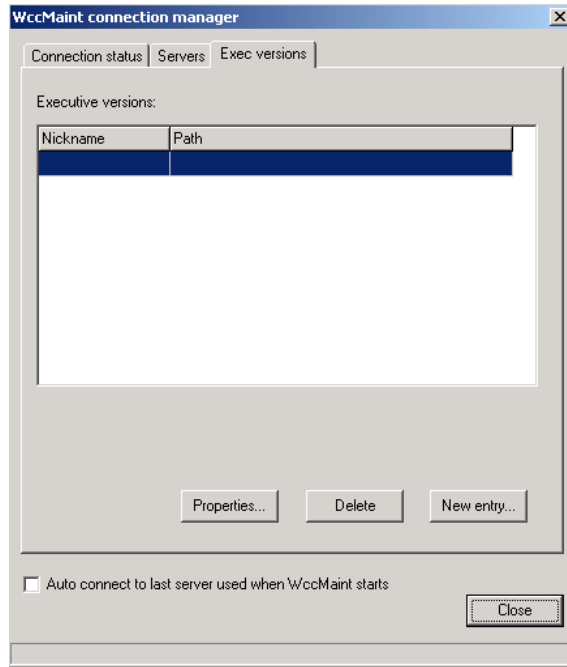 WccMaint connection manager
Connection status Servers Exec versions
Executive versions:
Nickname Path
Properties... Delete New entry...
Auto connect to last server used when WccMaint starts
Close